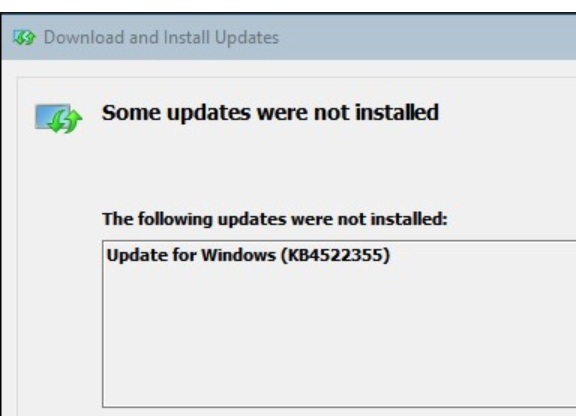 Download and Install Updates
Some updates were not installed
The following updates were not installed:
Update for Windows (KB4522355)